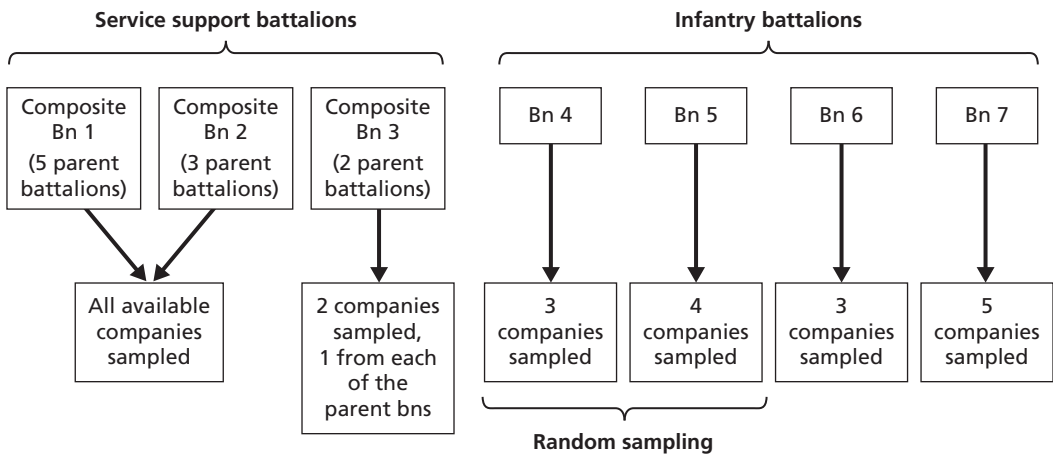 Service support battalions
Infantry battalions
Composite
Bn 1
(5 parent
battalions)
Composite
Bn 2
(3 parent
battalions)
Composite
Bn 3
(2 parent
battalions)
Bn 4
Bn 5
Bn 6
Bn 7
All available
companies
sampled
2 companies
sampled,
1 from each
of the
parent bns
3
companies
sampled
4
companies
sampled
3
companies
sampled
5
companies
sampled
Random sampling